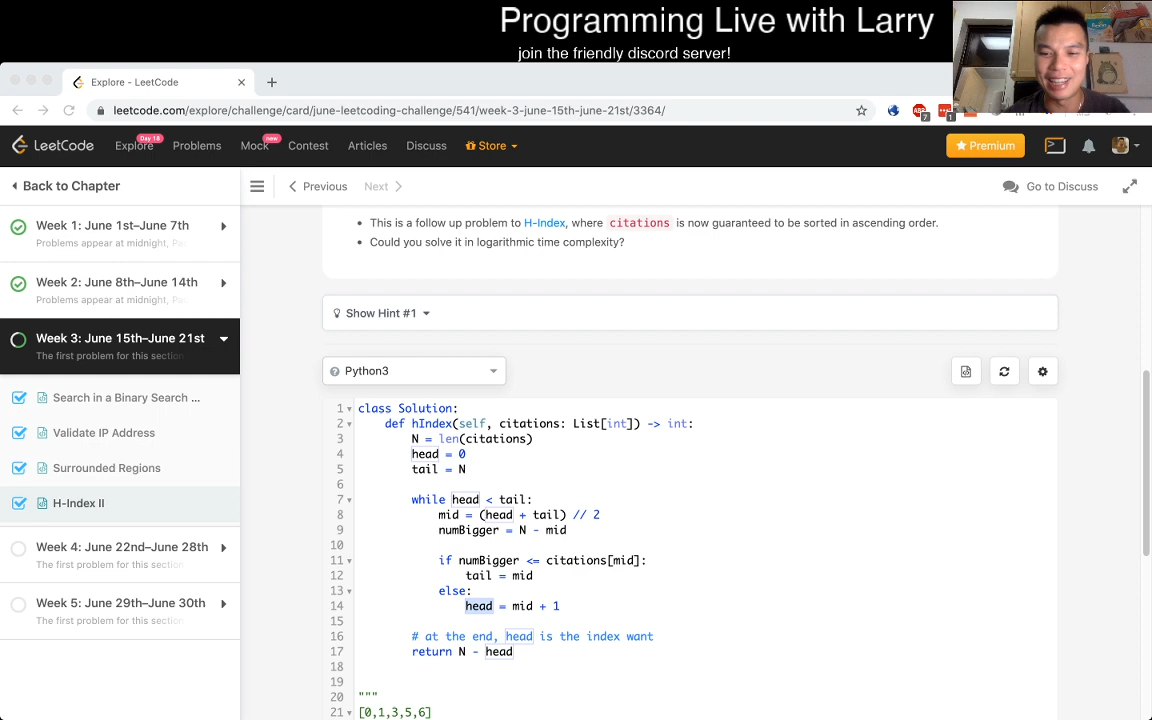 Programming Live with Larry
join the friendly discord server!
Explore - LeetCode
leetcode.com/explore/challenge/card/june-leetcoding-challenge/541/week-3-june-15th-june-21st/3364/
7
1
LeetCode
Explore
Day 18
Problems
Mock
new
Contest
Articles
Discuss
Store
Premium
Back to Chapter
Previous
Next
Go to Discuss
Week 1: June 1st–June 7th
Problems appear at midnight, Pa
Week 2: June 8th–June 14th
Problems appear at midnight, Pa
Week 3: June 15th–June 21st
The first problem for this section
Search in a Binary Search ...
Validate IP Address
Surrounded Regions
H-Index II
Week 4: June 22nd–June 28th
The first problem for this section
Week 5: June 29th–June 30th
The first problem for this section
This is a follow up problem to H-Index, where citations is now guaranteed to be sorted in ascending order.
Could you solve it in logarithmic time complexity?
Show Hint #1
Python3
1 class Solution:
2 def hIndex(self, citations: List[int]) -> int:
3 N = len(citations)
4 head = 0
5 tail = N
6
7 while head < tail:
8 mid = (head + tail) // 2
9 numBigger = N - mid
10
11 if numBigger <= citations[mid]:
12 tail = mid
13 else:
14 head = mid + 1
15
16 # at the end, head is the index want
17 return N - head
18
19
20 """
21 [0,1,3,5,6]